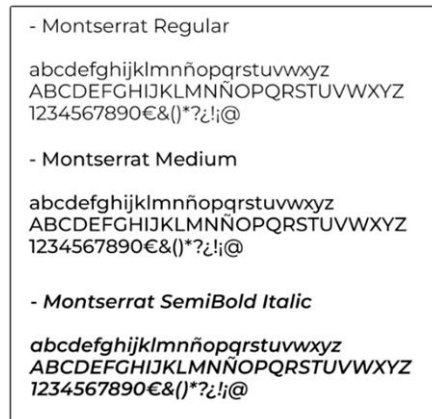 - Montserrat Regular
abcdefghijklmnñopqrstuvwxyz
ABCDEFGHIJKLMNÑOPQRSTUVWXYZ
1234567890€&()*?¿!¡@
- Montserrat Medium
abcdefghijklmnñopqrstuvwxyz
ABCDEFGHIJKLMNÑOPQRSTUVWXYZ
1234567890€&()*?¿!¡@
- Montserrat SemiBold Italic
abcdefghijklmnñopqrstuvwxyz
ABCDEFGHIJKLMNÑOPQRSTUVWXYZ
1234567890€&()*?¿!¡@